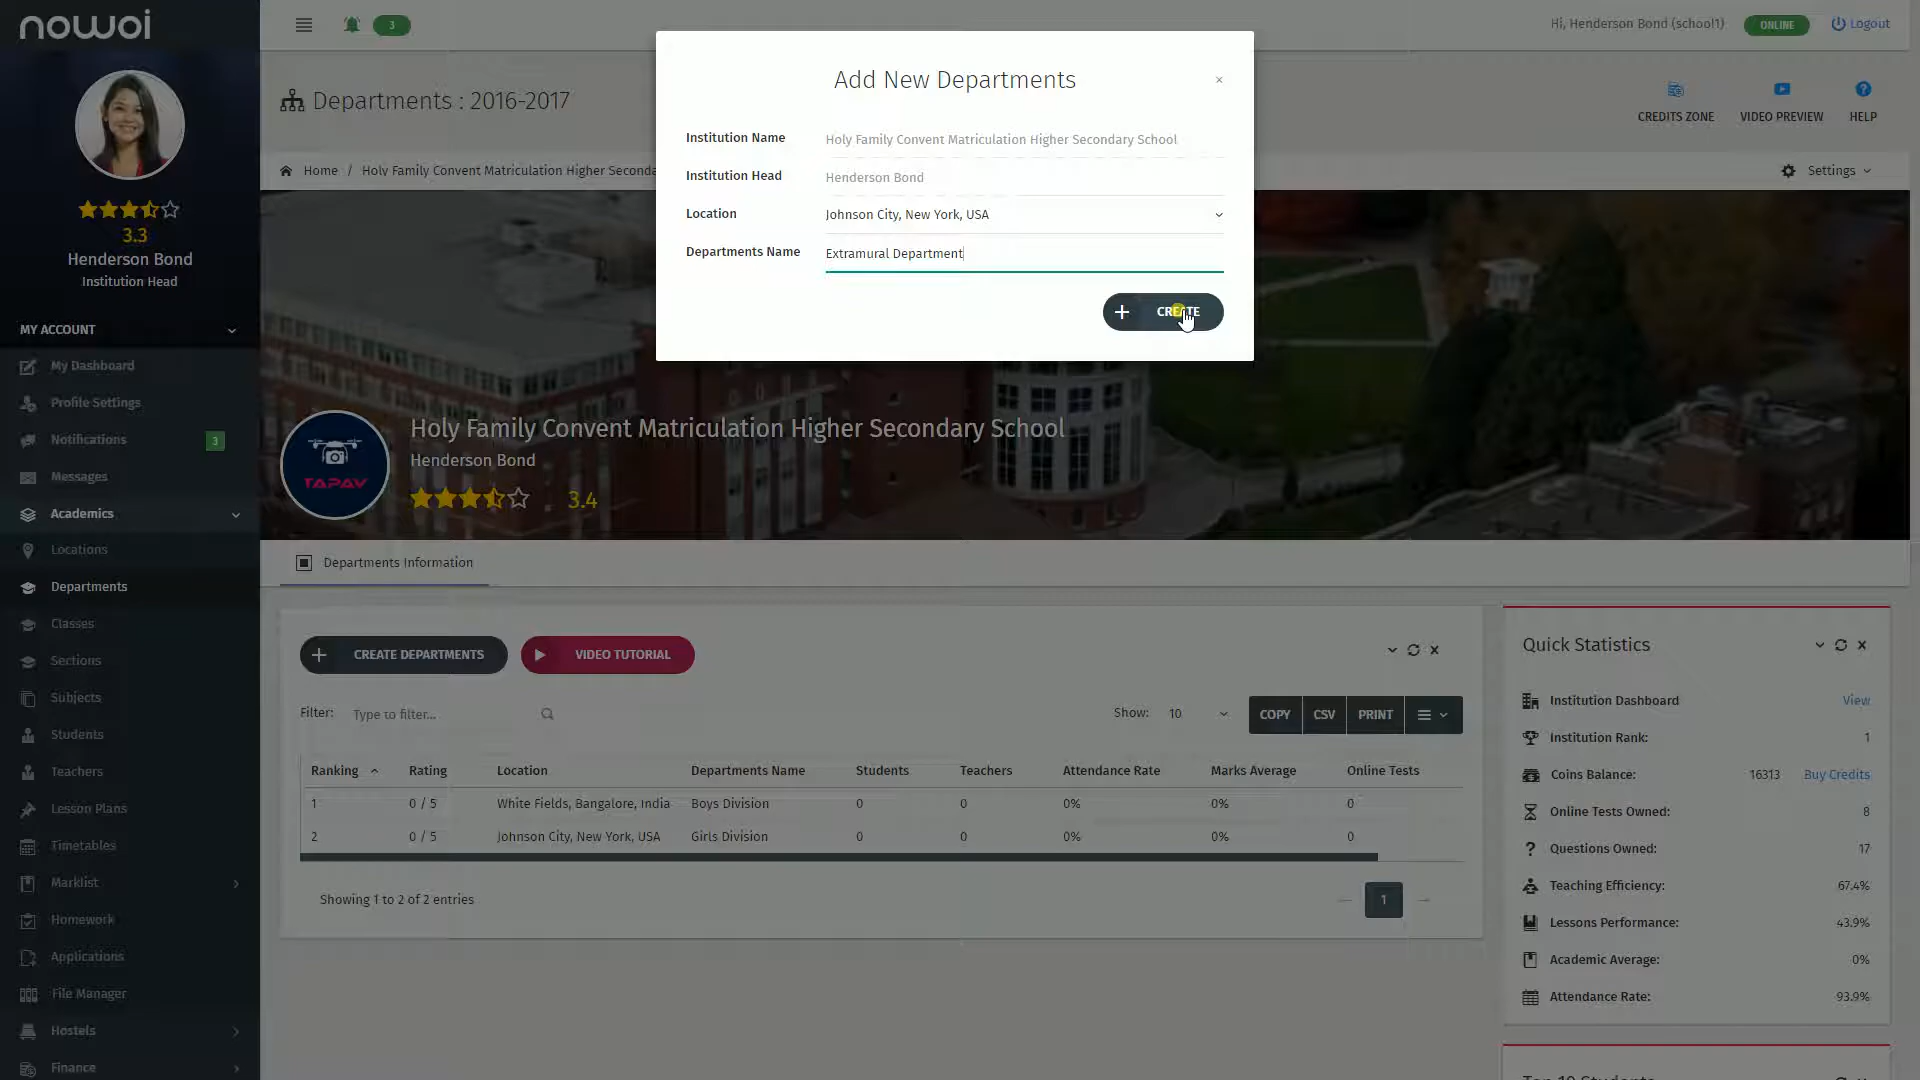 nowoi
3
Hi, Henderson Bond (school1)
ONLINE
Logout
Departments : 2016-2017
CREDITS ZONE
VIDEO PREVIEW
HELP
Home / Holy Family Convent Matriculation Higher Seconda
Settings
Add New Departments
×
Institution Name
Holy Family Convent Matriculation Higher Secondary School
Institution Head
Henderson Bond
Location
Johnson City, New York, USA
Departments Name
Extramural Department
+ CREATE
3.3
Henderson Bond
Institution Head
MY ACCOUNT
My Dashboard
Profile Settings
Notifications
3
Messages
Academics
Locations
Departments
Classes
Sections
Subjects
Students
Teachers
Lesson Plans
Timetables
Marklist
Homework
Applications
File Manager
Hostels
Finance
TAPAV
Holy Family Convent Matriculation Higher Secondary School
Henderson Bond
3.4
Departments Information
+ CREATE DEPARTMENTS
VIDEO TUTORIAL
Filter: Type to filter...
Show: 10
COPY CSV PRINT
Ranking Rating Location Departments Name Students Teachers Attendance Rate Marks Average Online Tests
1 0 / 5 White Fields, Bangalore, India Boys Division 0 0 0% 0% 0
2 0 / 5 Johnson City, New York, USA Girls Division 0 0 0% 0% 0
Showing 1 to 2 of 2 entries
1
Quick Statistics
Institution Dashboard View
Institution Rank: 1
Coins Balance: 16313 Buy Credits
Online Tests Owned: 8
Questions Owned: 17
Teaching Efficiency: 67.4%
Lessons Performance: 43.9%
Academic Average: 0%
Attendance Rate: 93.9%
Top 10 Students